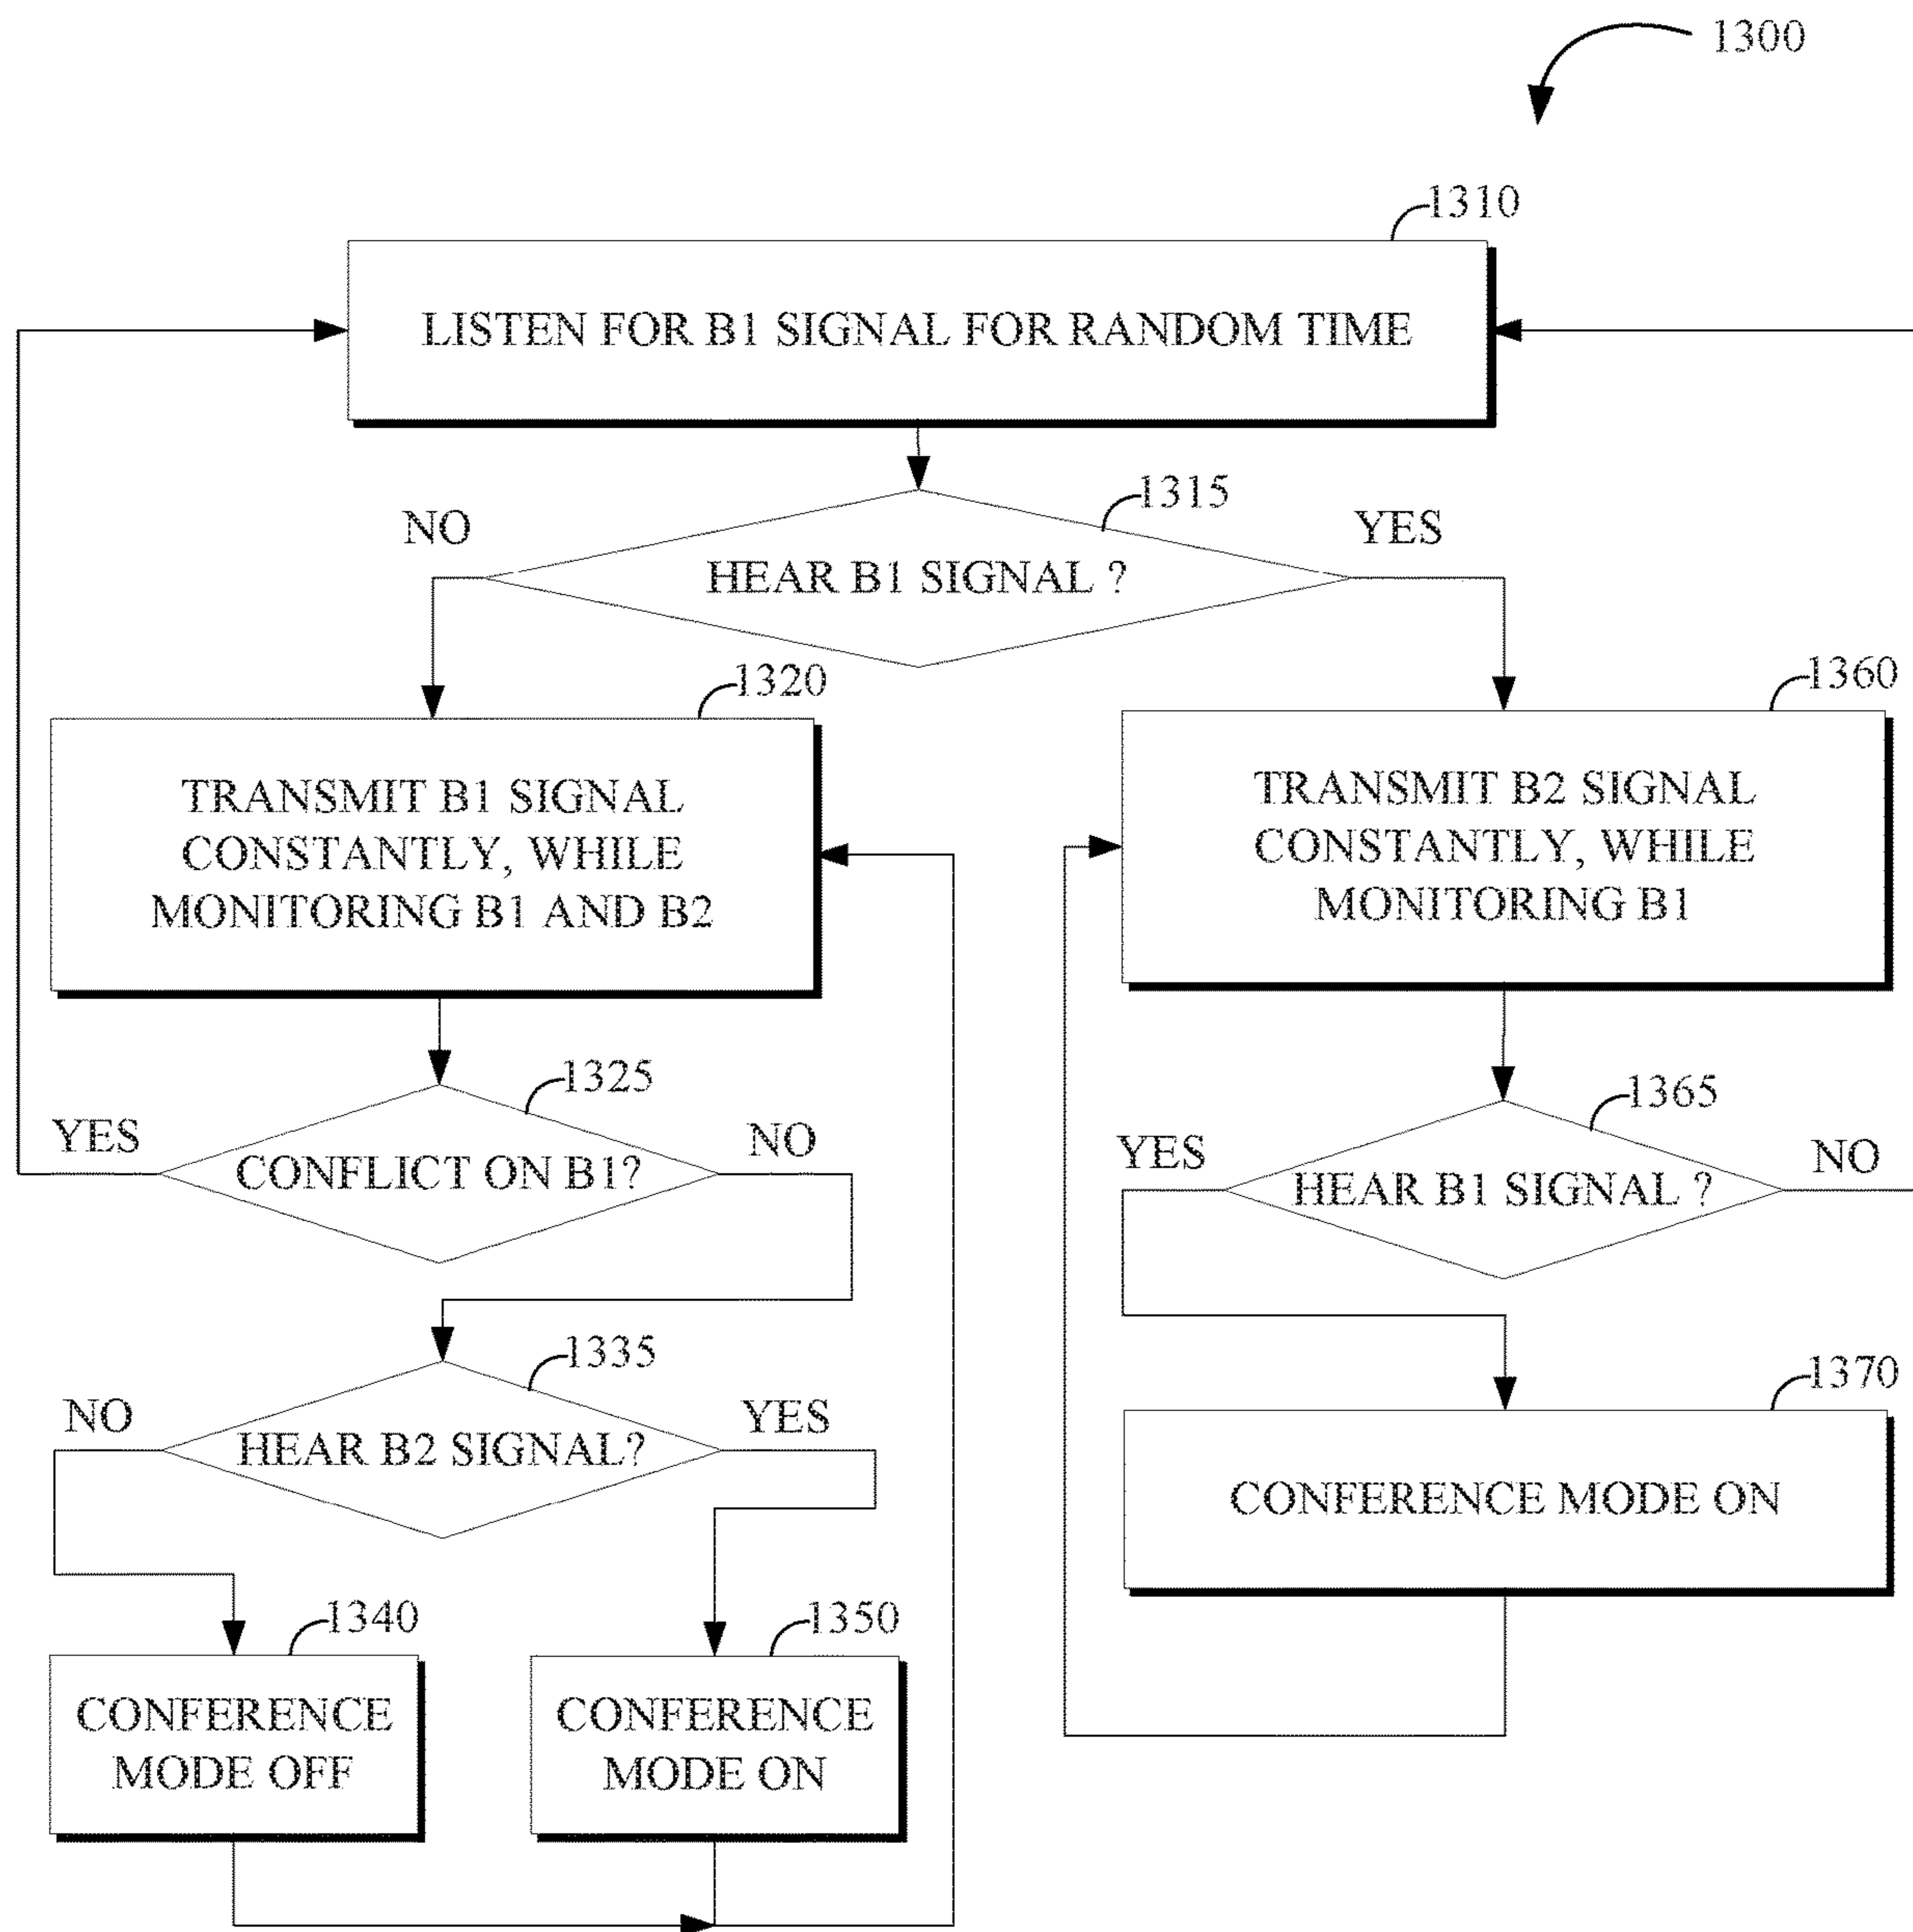 1300
1310
LISTEN FOR B1 SIGNAL FOR RANDOM TIME
1315
NO
YES
HEAR B1 SIGNAL ?
1320
1360
TRANSMIT B1 SIGNAL
CONSTANTLY, WHILE
MONITORING B1 AND B2
TRANSMIT B2 SIGNAL
CONSTANTLY, WHILE
MONITORING B1
1325
YES
NO
CONFLICT ON B1?
1365
YES
NO
HEAR B1 SIGNAL ?
1335
NO
YES
HEAR B2 SIGNAL?
1370
CONFERENCE MODE ON
1340
1350
CONFERENCE
MODE OFF
CONFERENCE
MODE ON